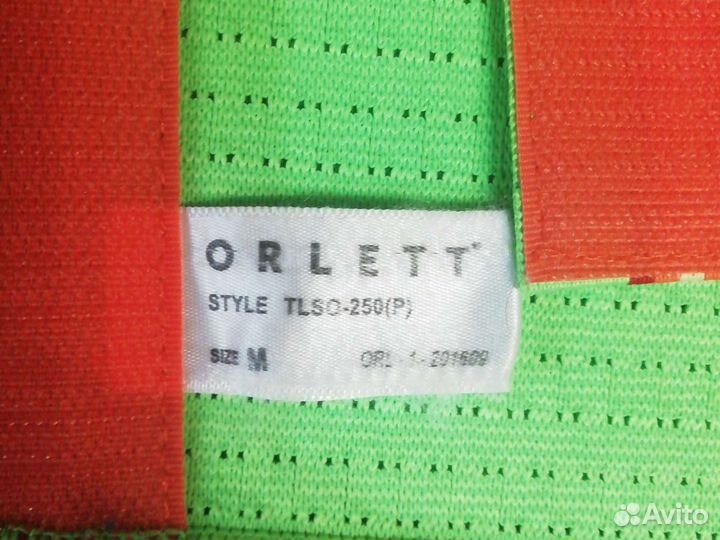 ORLETT
STYLE TLSO-250(P)
SIZE M ORL-1-201609
Avito